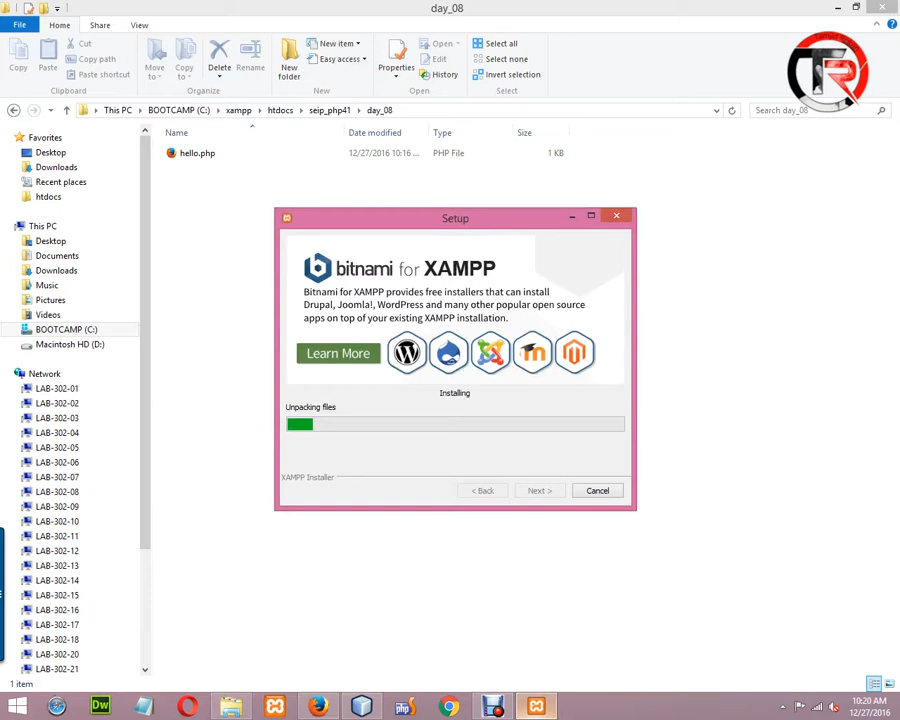 day_08
File Home Share View
Cut
Copy path
Paste shortcut
Copy Paste
Clipboard
Move to Copy to Delete Rename
Organize
New folder
New item
Easy access
New
Properties
Open
Edit
History
Open
Select all
Select none
Invert selection
Select
TR
This PC BOOTCAMP (C:) xampp htdocs seip_php41 day_08
Search day_08
Name Date modified Type Size
hello.php 12/27/2016 10:16 ... PHP File 1 KB
Favorites
Desktop
Downloads
Recent places
htdocs
This PC
Desktop
Documents
Downloads
Music
Pictures
Videos
BOOTCAMP (C:)
Macintosh HD (D:)
Network
LAB-302-01
LAB-302-02
LAB-302-03
LAB-302-04
LAB-302-05
LAB-302-06
LAB-302-07
LAB-302-08
LAB-302-09
LAB-302-10
LAB-302-11
LAB-302-12
LAB-302-13
LAB-302-14
LAB-302-15
LAB-302-16
LAB-302-17
LAB-302-18
LAB-302-20
LAB-302-21
Setup
bitnami for XAMPP
Bitnami for XAMPP provides free installers that can install
Drupal, Joomla!, WordPress and many other popular open source
apps on top of your existing XAMPP installation.
Learn More
Installing
Unpacking files
XAMPP Installer
< Back Next > Cancel
1 item
Dw
php
10:20 AM
12/27/2016